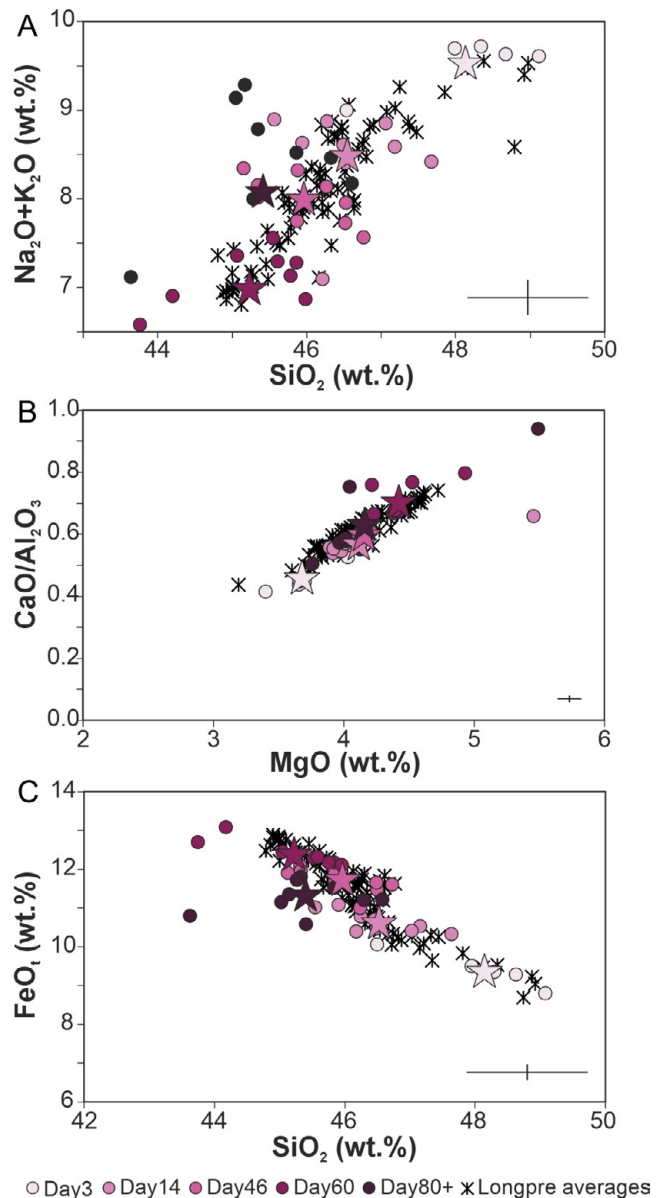 A
10
9
8
7
Na₂O+K₂O (wt.%)
44
46
48
50
SiO₂ (wt.%)
B
1.0
0.8
0.6
0.4
0.2
0.0
CaO/Al₂O₃
2
3
4
5
6
MgO (wt.%)
C
14
12
10
8
6
FeOₜ (wt.%)
42
44
46
48
50
SiO₂ (wt.%)
Day3 Day14 Day46 Day60 Day80+ Longpre averages